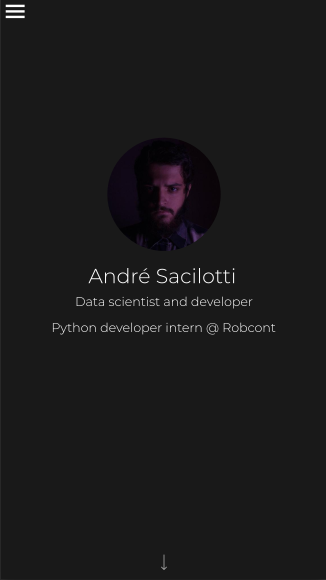 André Sacilotti
Data scientist and developer
Python developer intern @ Robcont